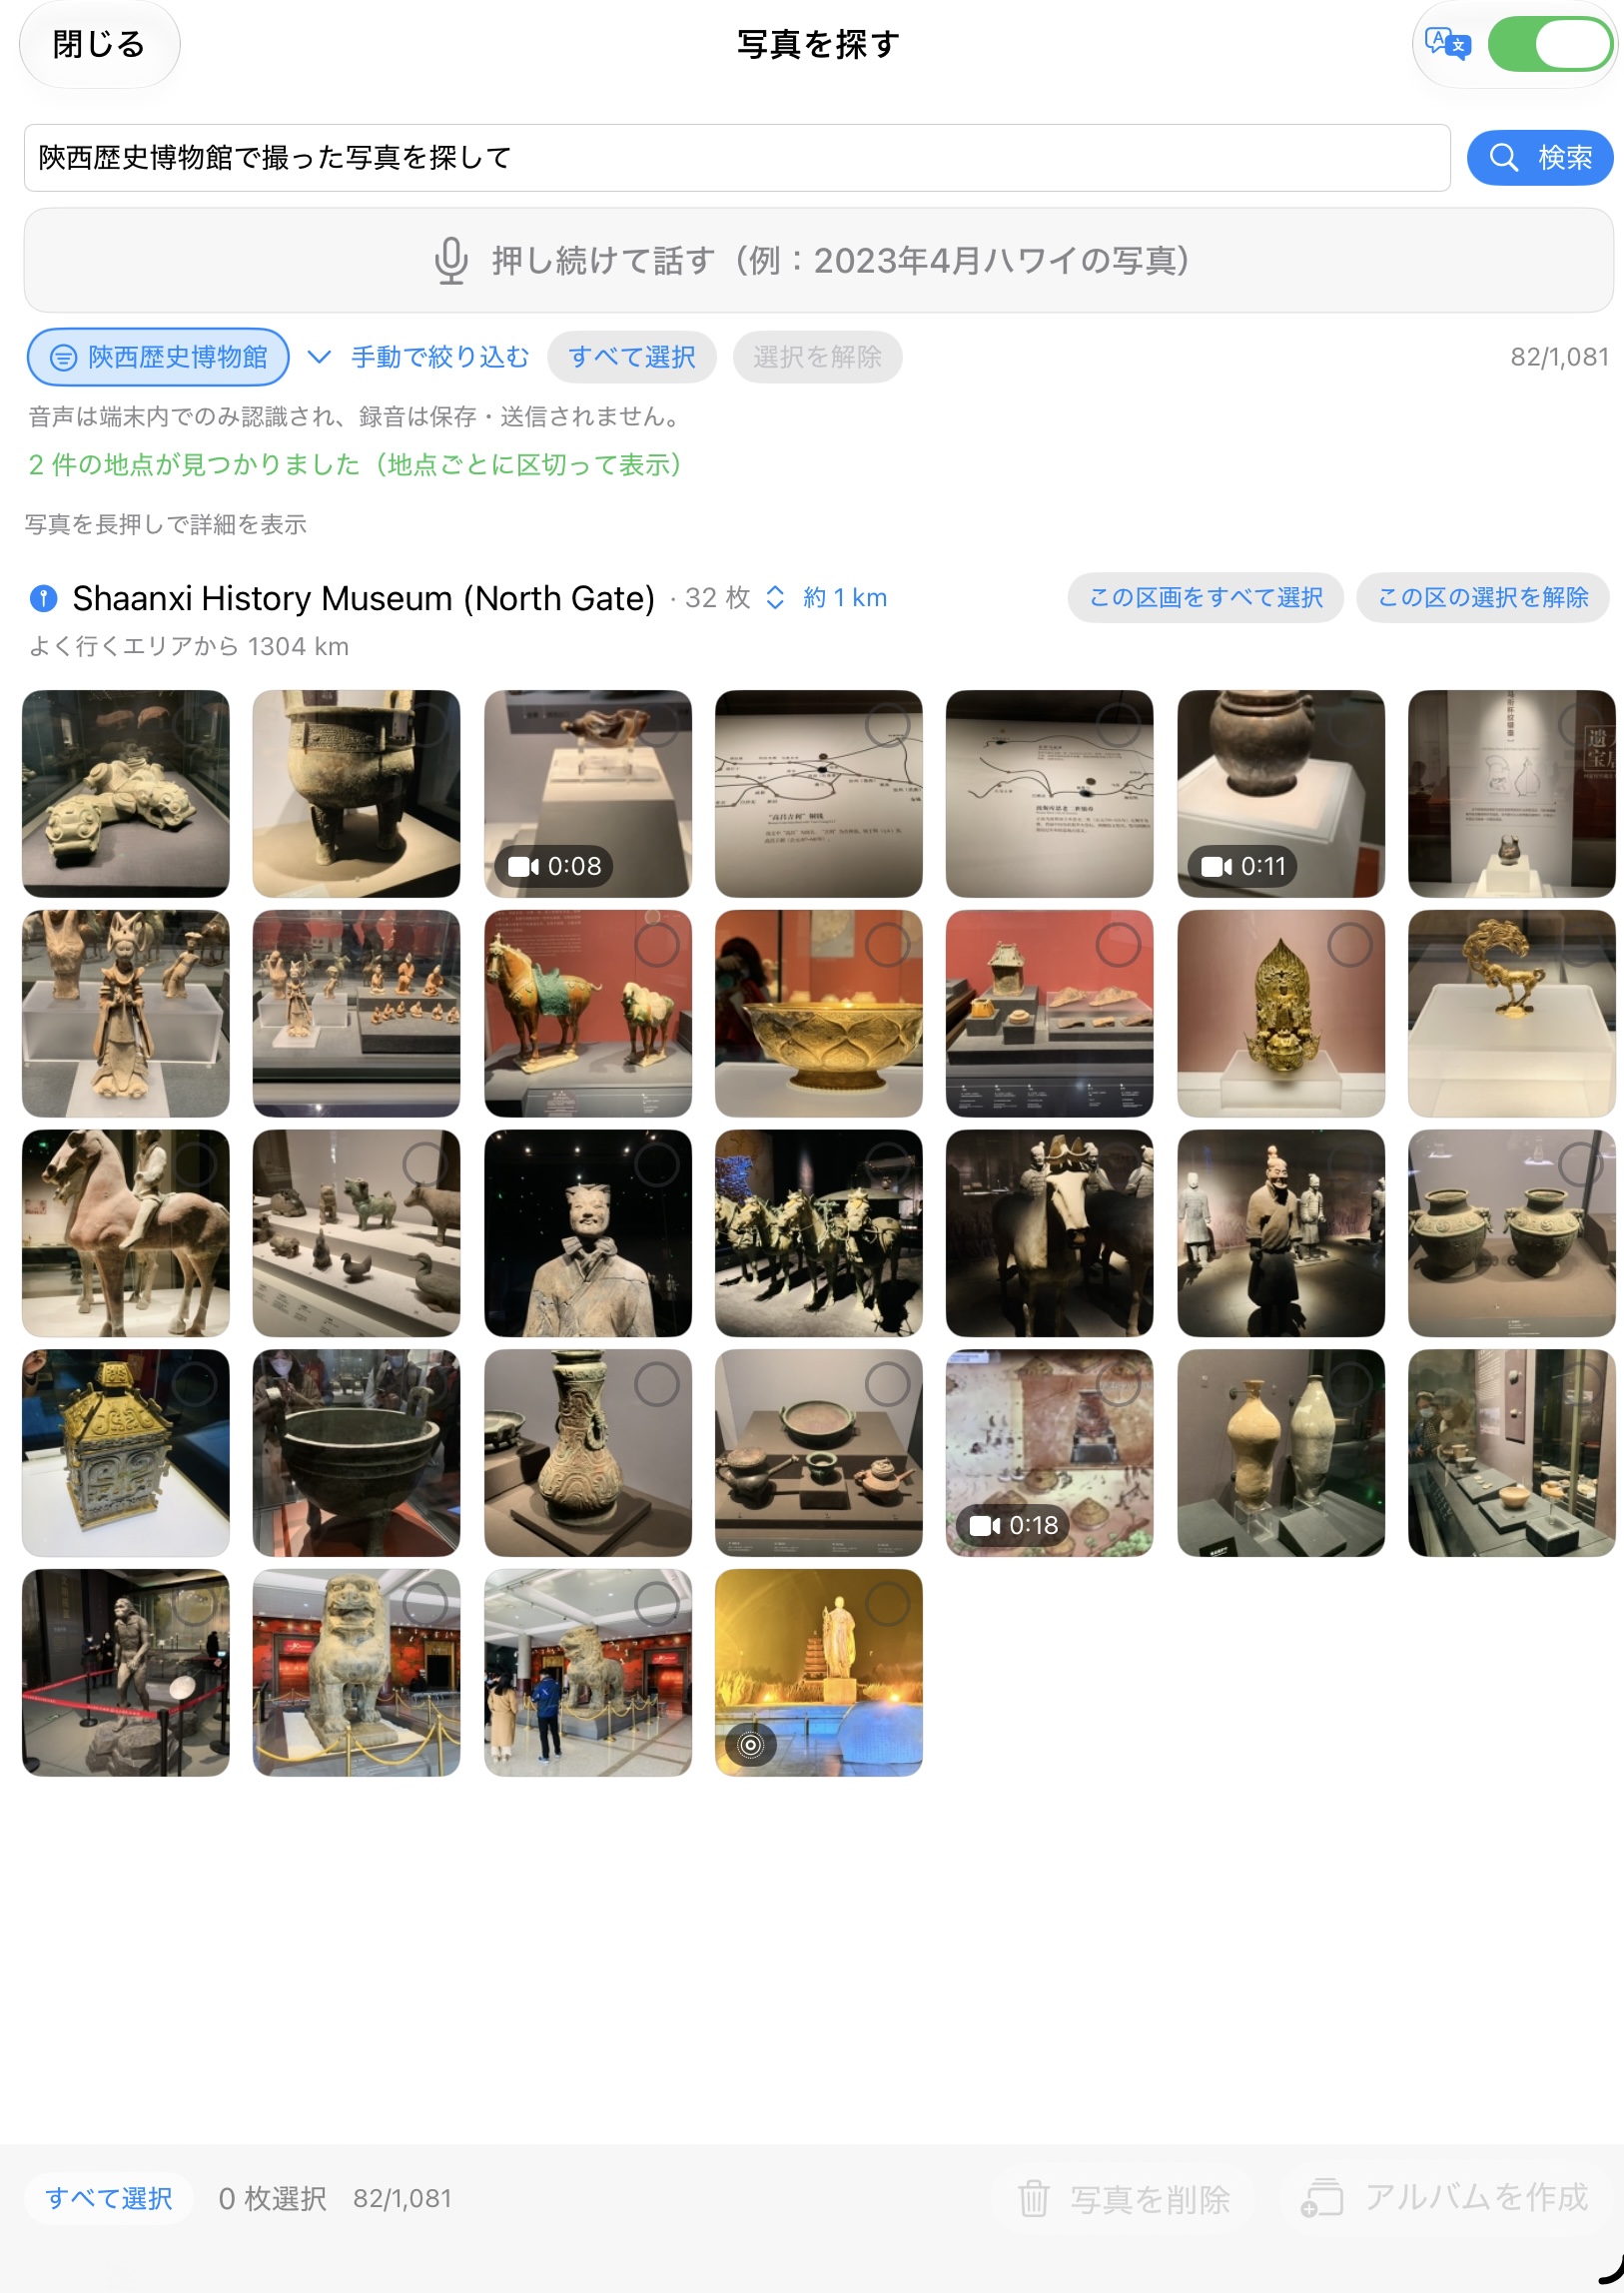 閉じる
写真を探す
陝西歴史博物館で撮った写真を探して
検索
押し続けて話す（例：2023年4月ハワイの写真）
陝西歴史博物館
手動で絞り込む
すべて選択
選択を解除
82/1,081
音声は端末内でのみ認識され、録音は保存・送信されません。
2 件の地点が見つかりました（地点ごとに区切って表示）
写真を長押しで詳細を表示
Shaanxi History Museum (North Gate) · 32 枚 約 1 km
この区画をすべて選択
この区の選択を解除
よく行くエリアから 1304 km
"高昌吉利"铜钱
0:08
0:11
0:18
すべて選択
0 枚選択
82/1,081
写真を削除
アルバムを作成